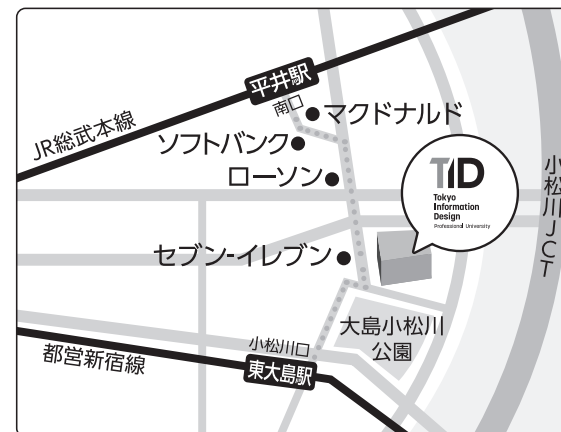 平井駅
南口
マクドナルド
JR総武本線
ソフトバンク
ローソン
TID
Tokyo
Information
Design
Professional University
小松川JCT
セブン-イレブン
大島小松川
公園
小松川口
都営新宿線
東大島駅